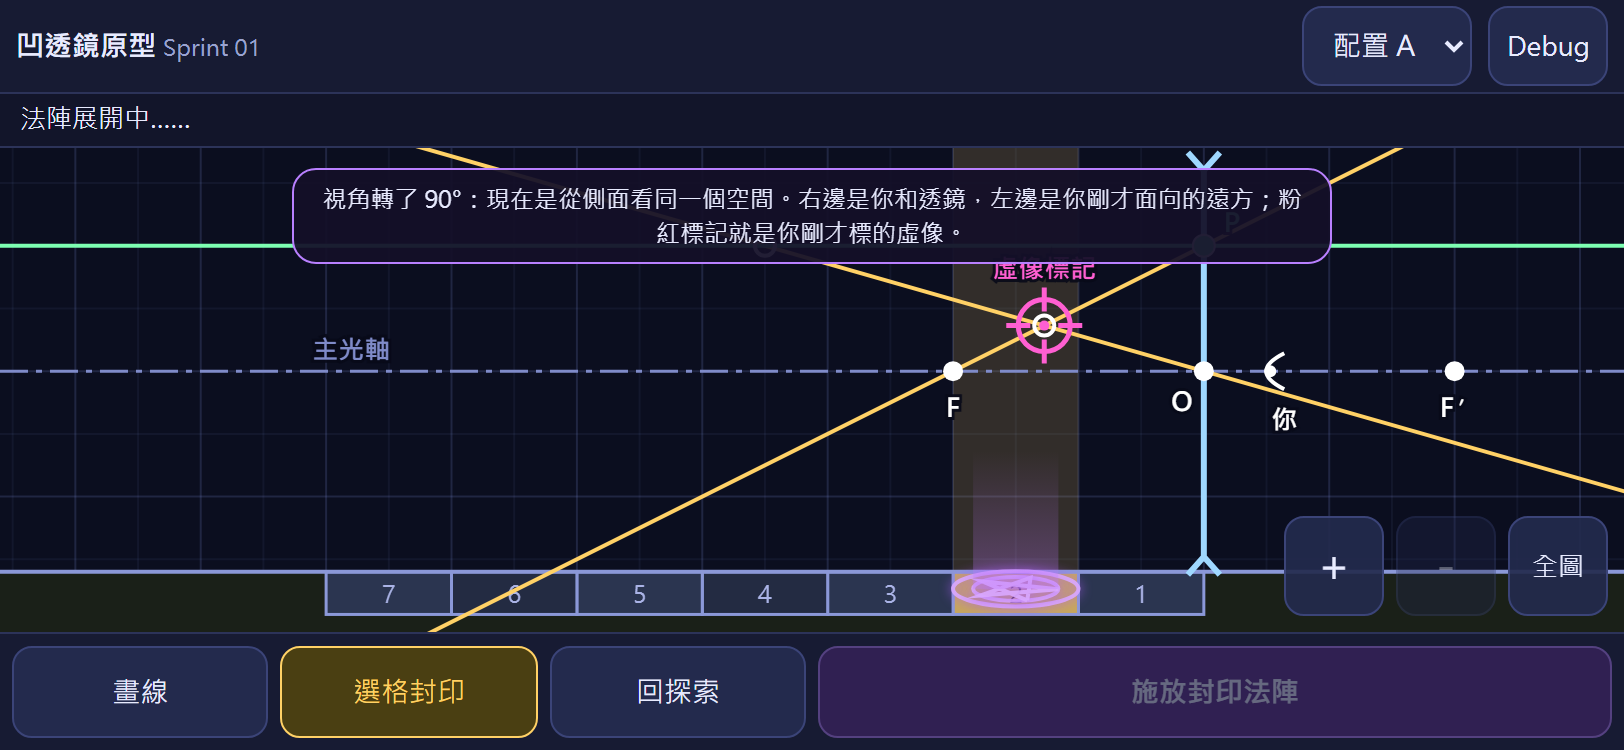 凹透鏡原型 Sprint 01
配置 A
Debug
法陣展開中......
視角轉了 90°：現在是從側面看同一個空間。右邊是你和透鏡，左邊是你剛才面向的遠方；粉
紅標記就是你剛才標的虛像。
P
虛像標記
主光軸
F
O
你
F′
7
6
5
4
3
1
+
-
全圖
畫線
選格封印
回探索
施放封印法陣